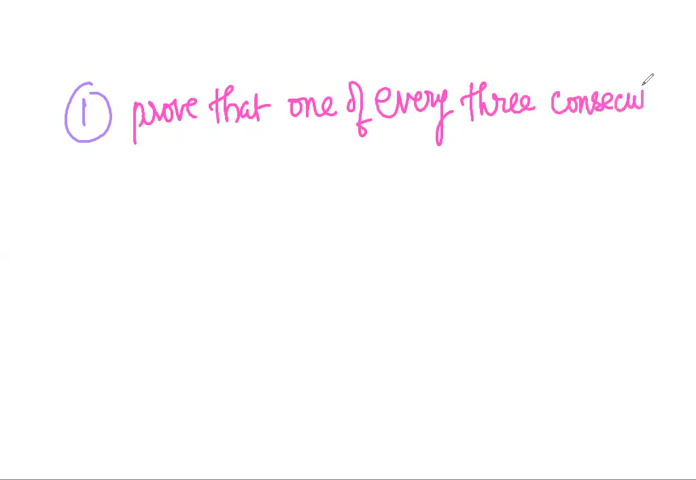 ① prove that one of every three consecu